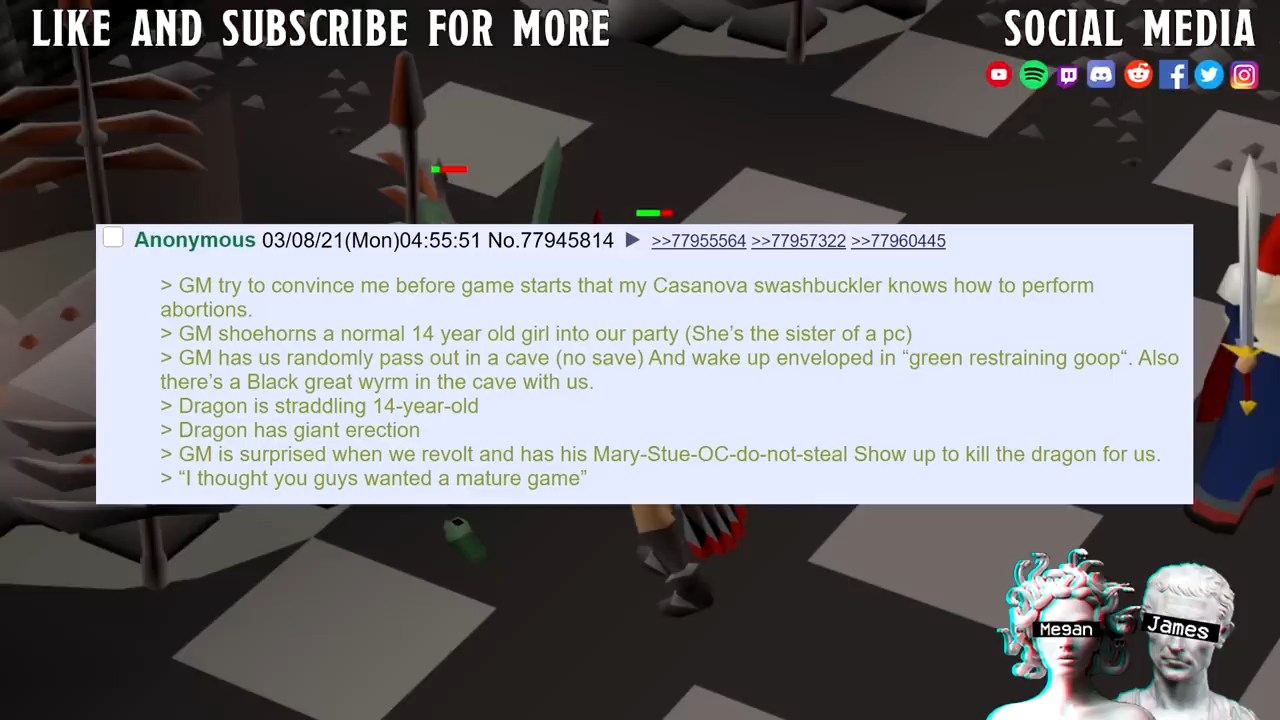 LIKE AND SUBSCRIBE FOR MORE
SOCIAL MEDIA
Anonymous 03/08/21(Mon)04:55:51 No.77945814 ▶ >>77955564 >>77957322 >>77960445
> GM try to convince me before game starts that my Casanova swashbuckler knows how to perform
abortions.
> GM shoehorns a normal 14 year old girl into our party (She's the sister of a pc)
> GM has us randomly pass out in a cave (no save) And wake up enveloped in “green restraining goop“. Also
there's a Black great wyrm in the cave with us.
> Dragon is straddling 14-year-old
> Dragon has giant erection
> GM is surprised when we revolt and has his Mary-Stue-OC-do-not-steal Show up to kill the dragon for us.
> “I thought you guys wanted a mature game”
Megan
James